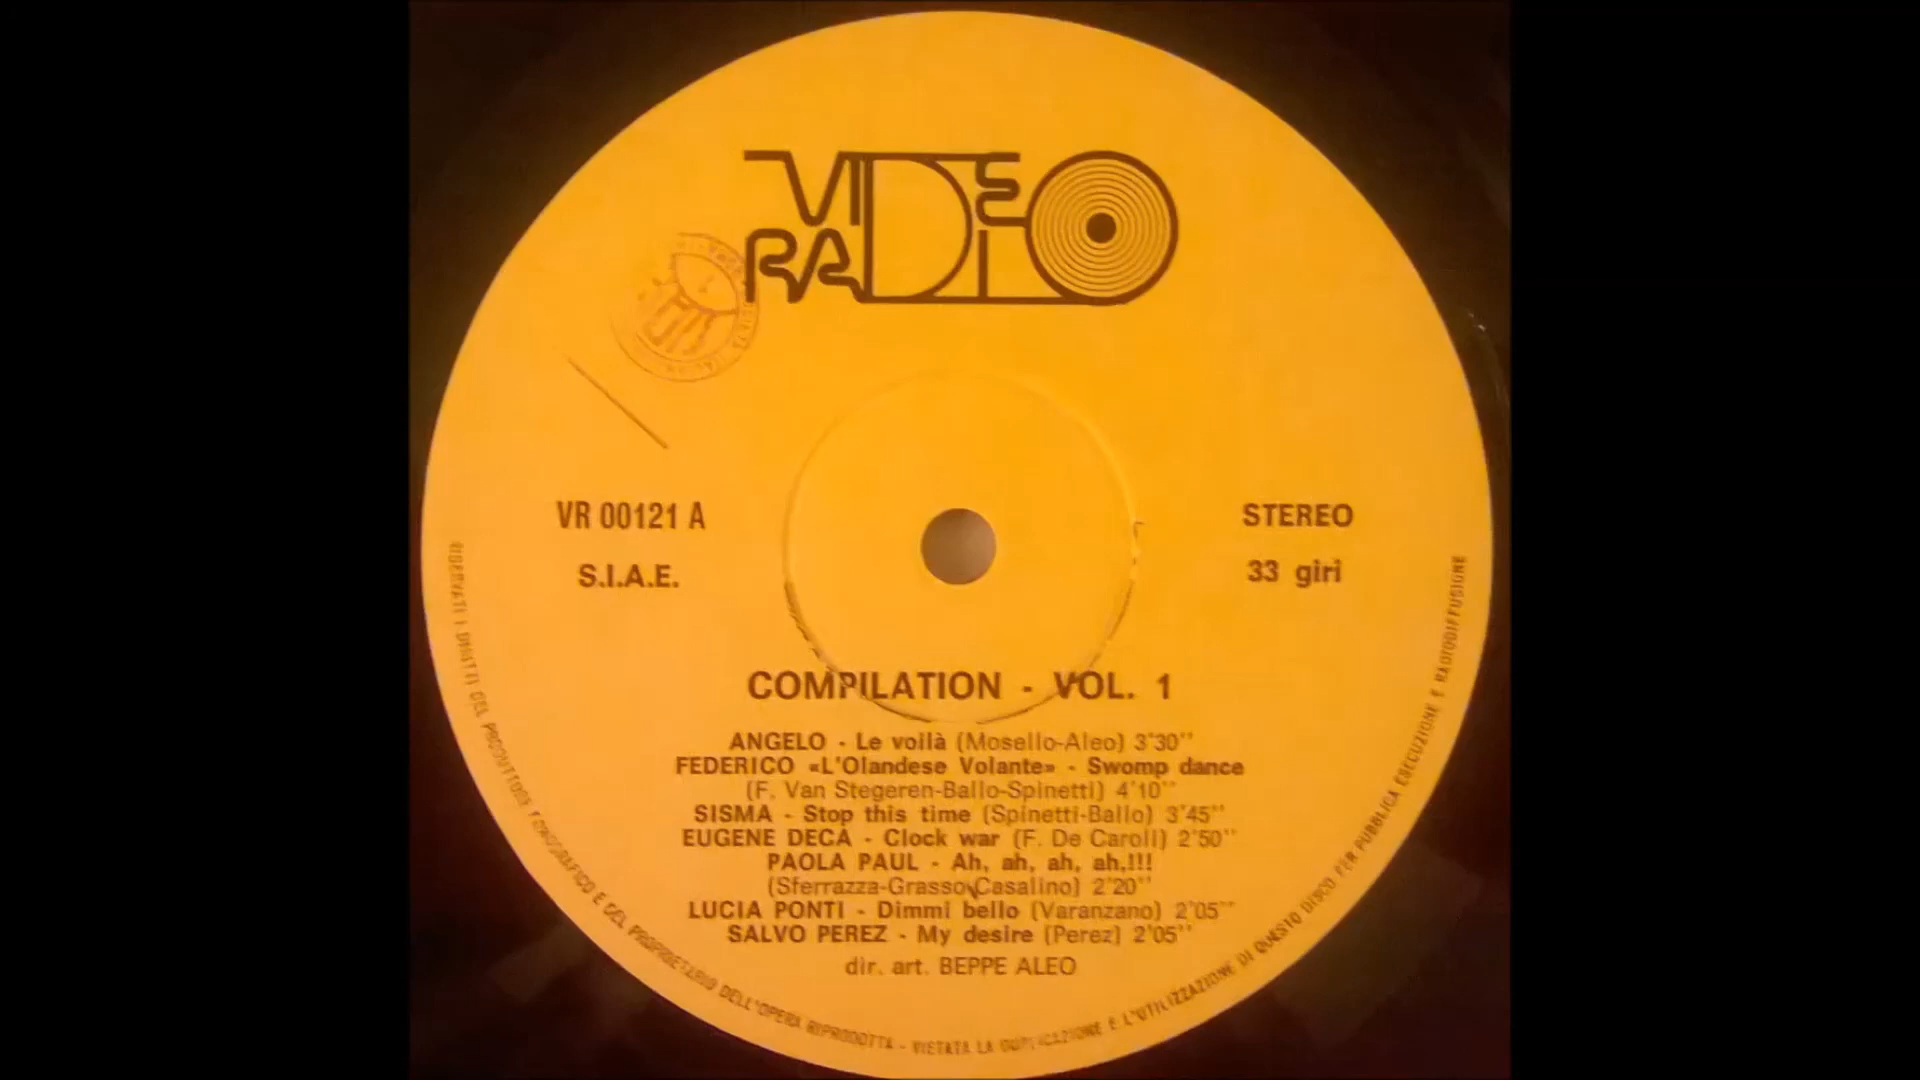 VIDEO
RADIO
VR 00121 A
STEREO
S.I.A.E.
33 giri
COMPILATION - VOL. 1
ANGELO - Le voilà (Mosello-Aleo) 3'30''
FEDERICO «L'Olandese Volante» - Swomp dance
(F. Van Stegeren-Ballo-Spinetti) 4'10''
SISMA - Stop this time (Spinetti-Ballo) 3'45''
EUGENE DECA - Clock war (F. De Caroli) 2'50''
PAOLA PAUL - Ah, ah, ah, ah,!!!
(Sferrazza-Grasso-Casalino) 2'20''
LUCIA PONTI - Dimmi bello (Varanzano) 2'05''
SALVO PEREZ - My desire (Perez) 2'05''
dir. art. BEPPE ALEO
RISERVATI I DIRITTI DEL PRODUTTORE FONOGRAFICO E DEL PROPRIETARIO DELL'OPERA RIPRODOTTA - VIETATA LA DUPLICAZIONE E L'UTILIZZAZIONE DI QUESTO DISCO PER PUBBLICA ESECUZIONE E RADIODIFFUSIONE